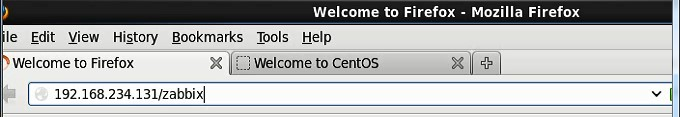 Welcome to Firefox - Mozilla Firefox
ile Edit View History Bookmarks Tools Help
Welcome to Firefox Welcome to CentOS
192.168.234.131/zabbix